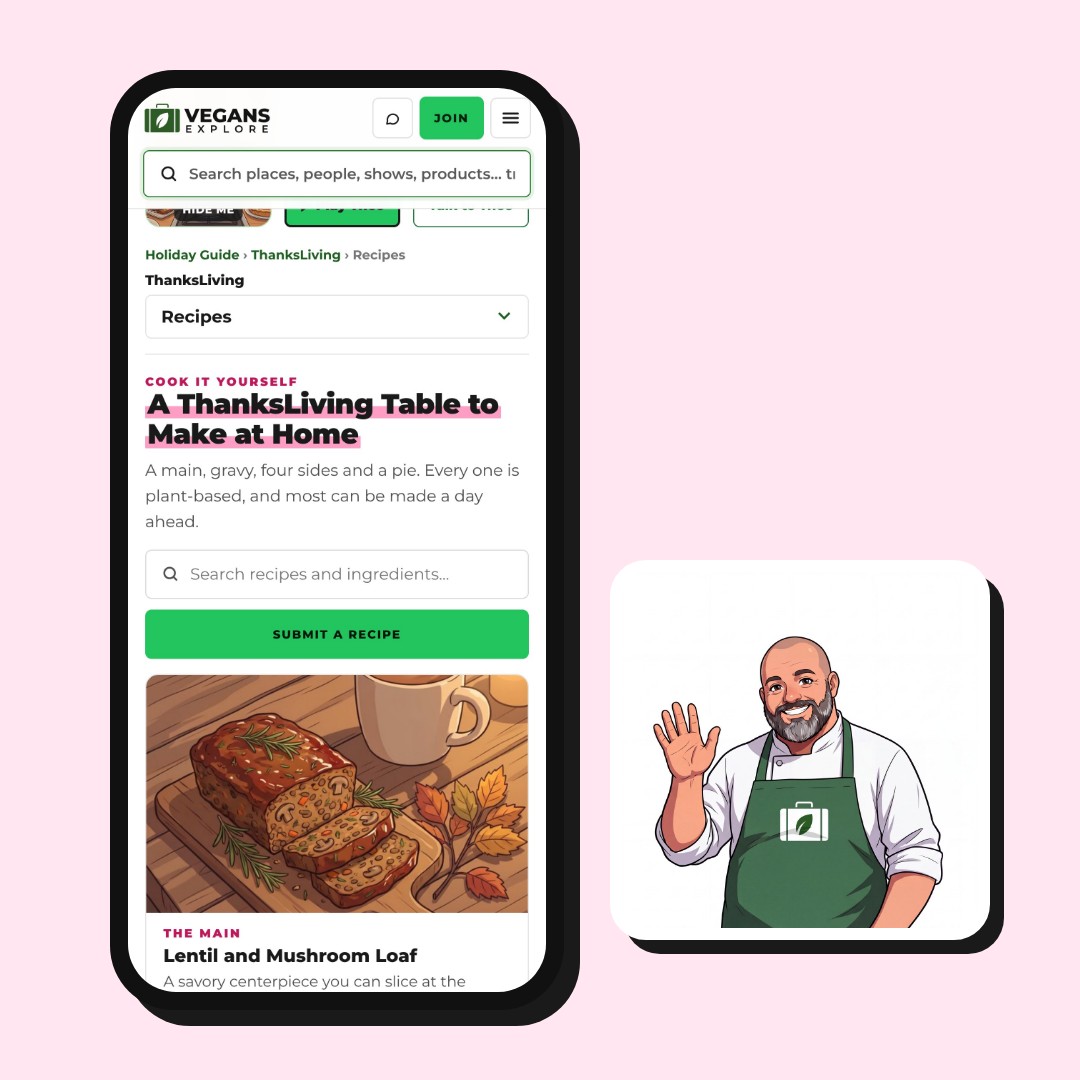 VEGANS
EXPLORE
JOIN
Search places, people, shows, products... tr
HIDE ME
Holiday Guide › ThanksLiving › Recipes
ThanksLiving
Recipes
COOK IT YOURSELF
A ThanksLiving Table to
Make at Home
A main, gravy, four sides and a pie. Every one is
plant-based, and most can be made a day
ahead.
Search recipes and ingredients...
SUBMIT A RECIPE
THE MAIN
Lentil and Mushroom Loaf
A savory centerpiece you can slice at the